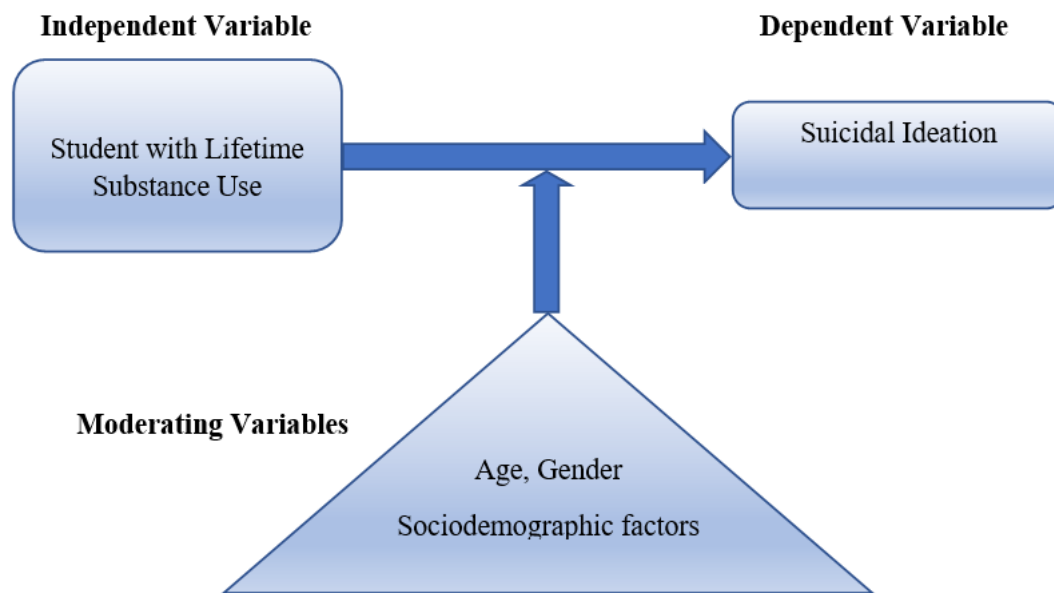 Independent Variable
Dependent Variable
Student with Lifetime
Substance Use
Suicidal Ideation
Moderating Variables
Age, Gender
Sociodemographic factors